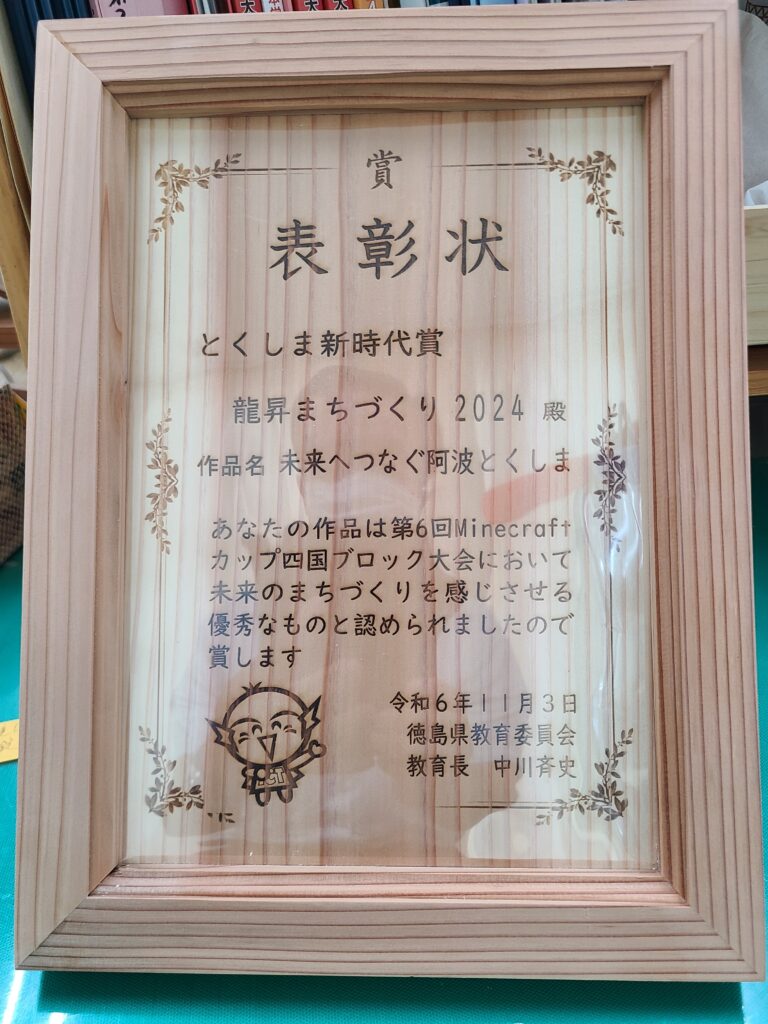 賞
表彰状
とくしま新時代賞
龍昇まちづくり2024 殿
作品名 未来へつなぐ阿波とくしま
あなたの作品は第6回Minecraft
カップ四国ブロック大会において
未来のまちづくりを感じさせる
優秀なものと認められましたので
賞します
令和6年11月3日
徳島県教育委員会
教育長 中川斉史